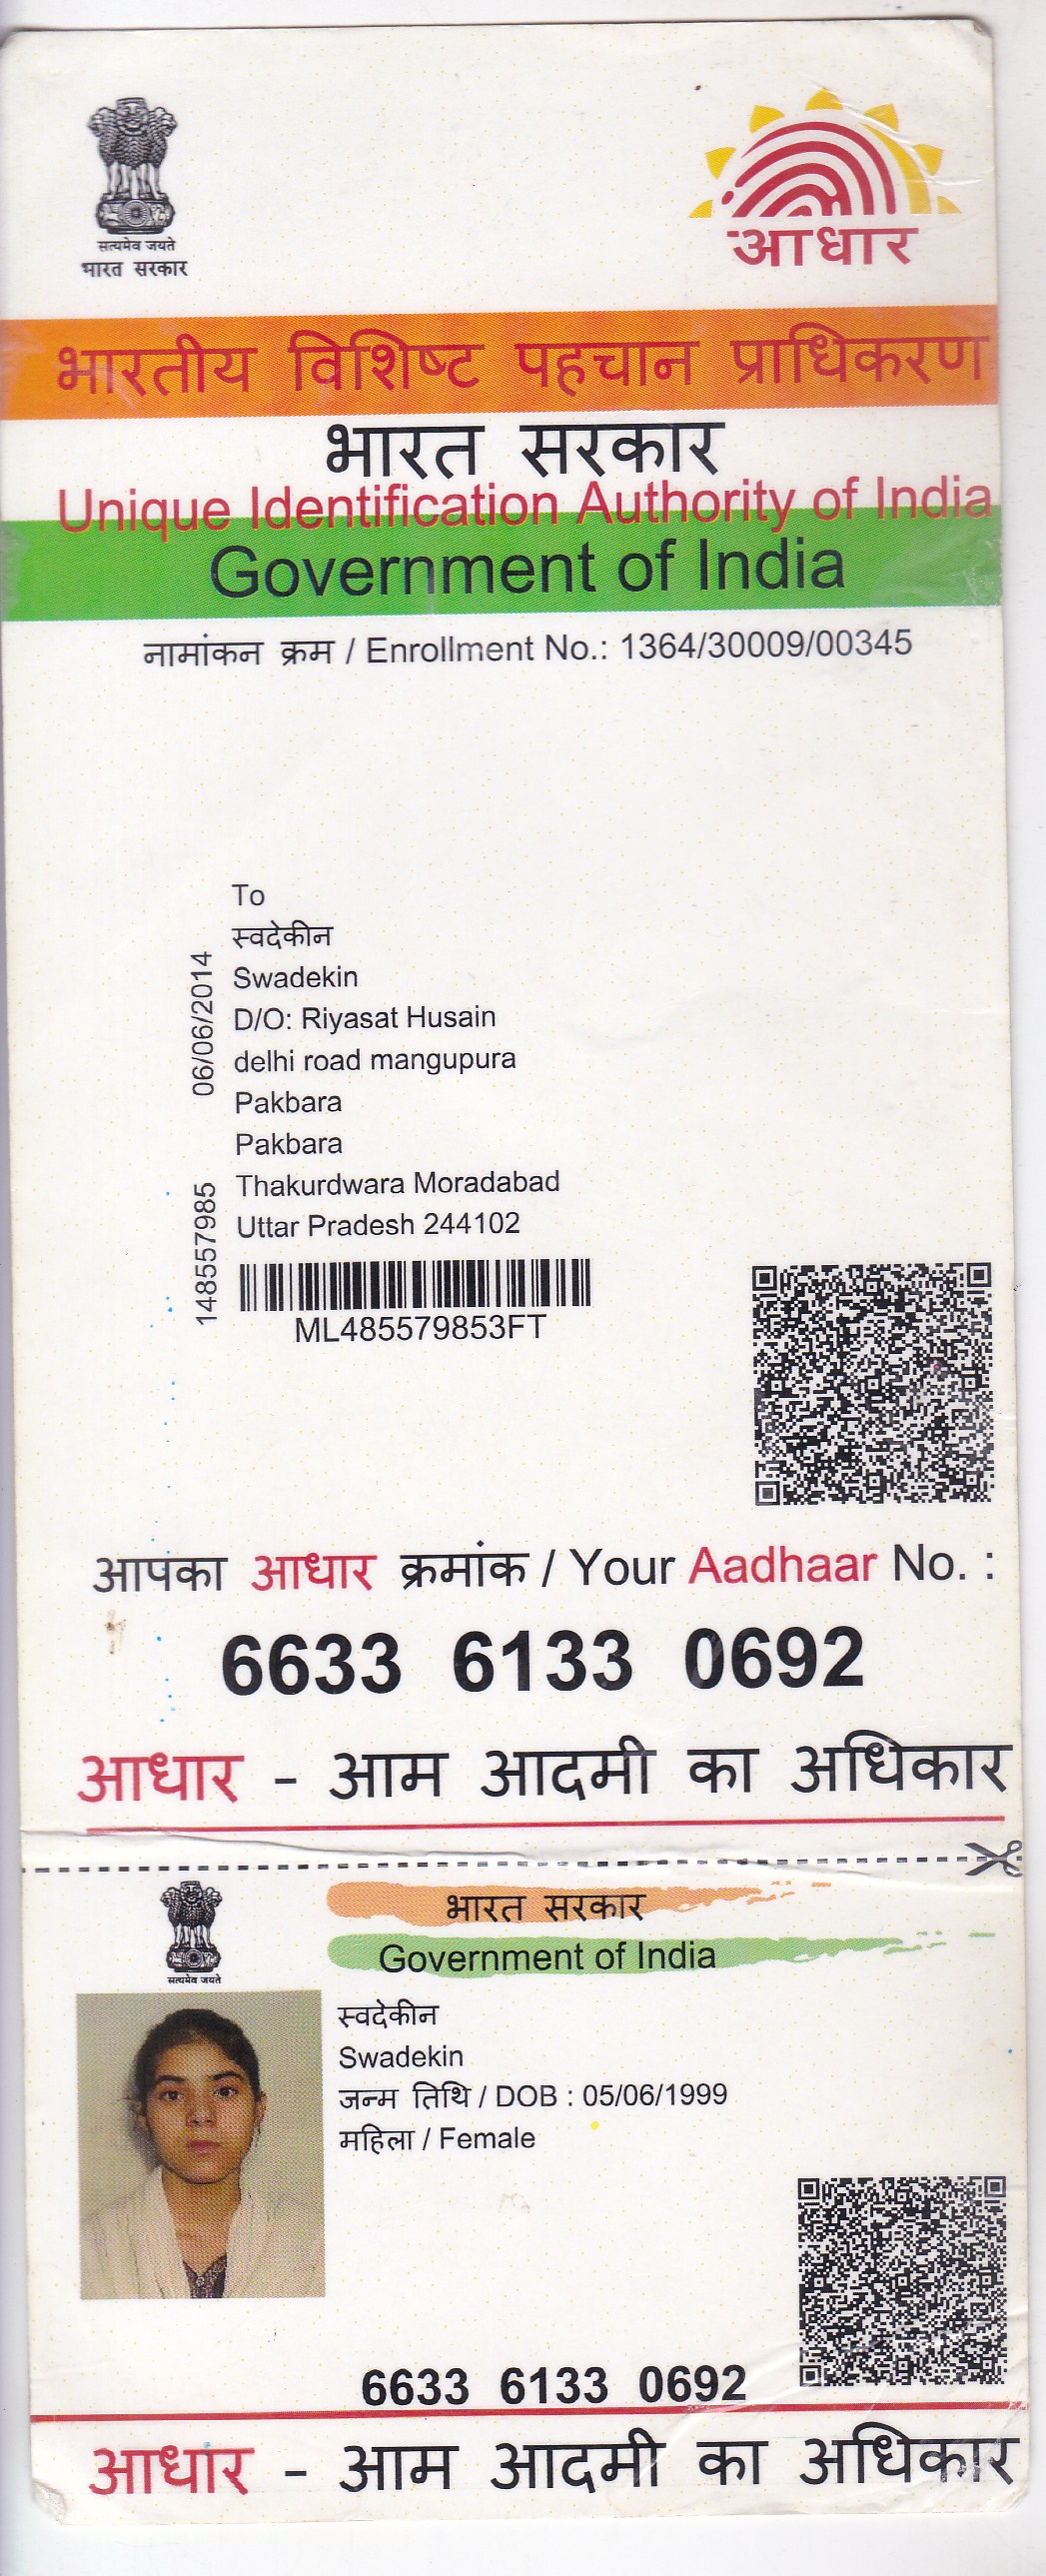 सत्यमेव जयते
भारत सरकार
आधार
भारतीय विशिष्ट पहचान प्राधिकरण
भारत सरकार
Unique Identification Authority of India
Government of India
नामांकन क्रम / Enrollment No.: 1364/30009/00345
To
स्वदेकीन
Swadekin
D/O: Riyasat Husain
delhi road mangupura
Pakbara
Pakbara
Thakurdwara Moradabad
Uttar Pradesh 244102
06/06/2014
148557985
ML485579853FT
आपका आधार क्रमांक / Your Aadhaar No. :
6633 6133 0692
आधार - आम आदमी का अधिकार
सत्यमेव जयते
भारत सरकार
Government of India
स्वदेकीन
Swadekin
जन्म तिथि / DOB : 05/06/1999
महिला / Female
6633 6133 0692
आधार - आम आदमी का अधिकार